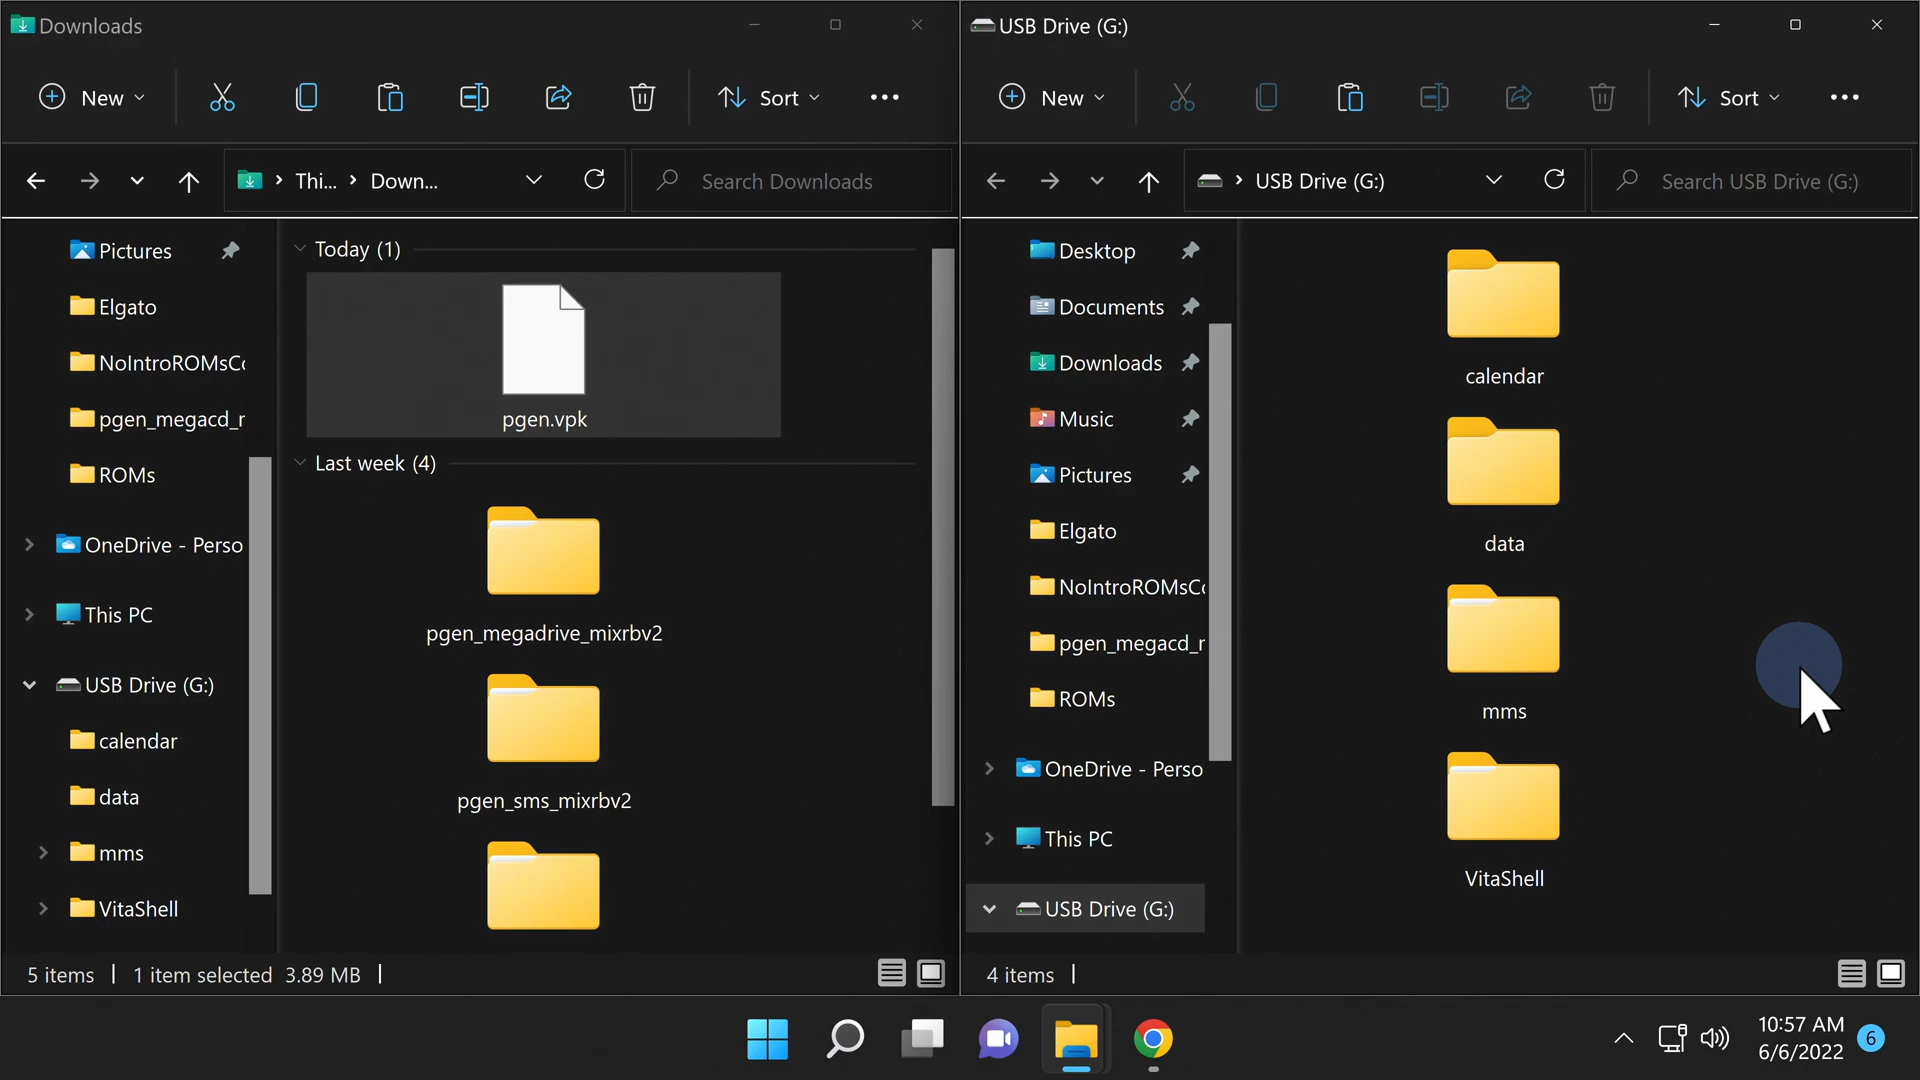 Downloads
New
Sort
Thi...
Down...
Search Downloads
Pictures
Elgato
NoIntroROMsCo
pgen_megacd_r
ROMs
OneDrive - Perso
This PC
USB Drive (G:)
calendar
data
mms
VitaShell
Today (1)
pgen.vpk
Last week (4)
pgen_megadrive_mixrbv2
pgen_sms_mixrbv2
5 items
1 item selected 3.89 MB
USB Drive (G:)
New
Sort
USB Drive (G:)
Search USB Drive (G:)
Desktop
Documents
Downloads
Music
Pictures
Elgato
NoIntroROMsCo
pgen_megacd_r
ROMs
OneDrive - Perso
This PC
USB Drive (G:)
calendar
data
mms
VitaShell
4 items
10:57 AM
6/6/2022
6